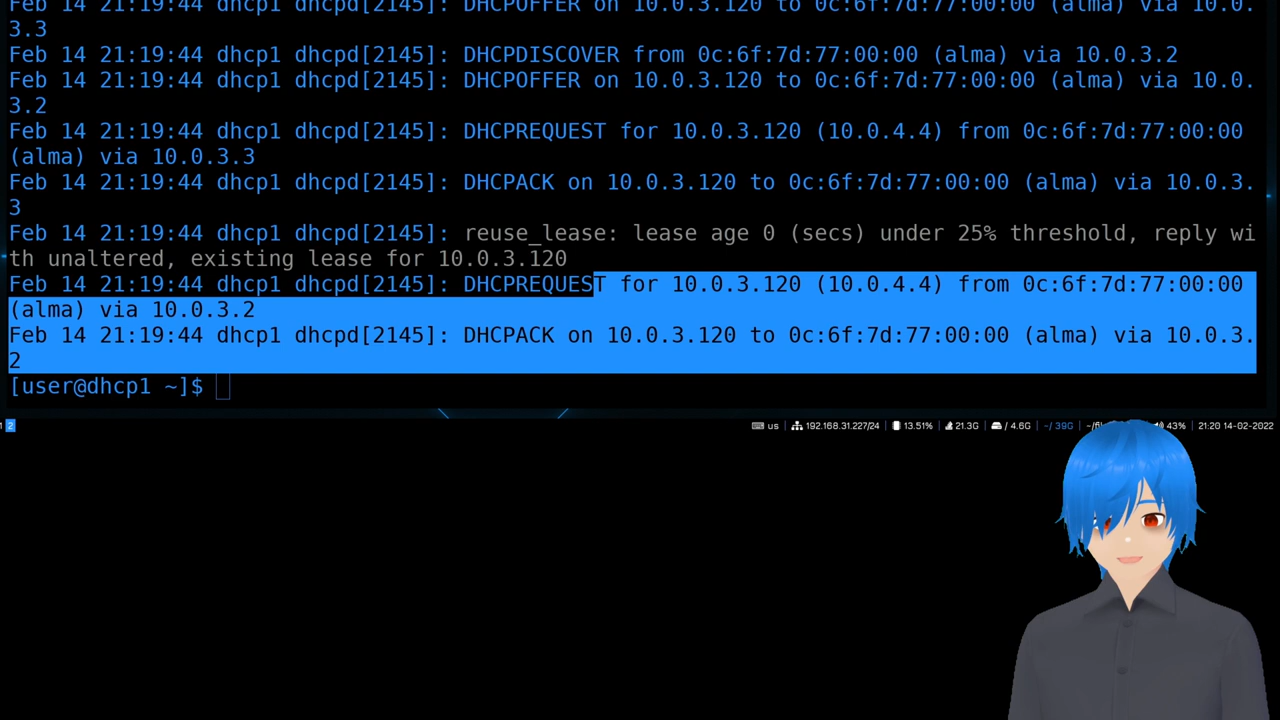 Feb 14 21:19:44 dhcp1 dhcpd[2145]: DHCPOFFER on 10.0.3.120 to 0c:6f:7d:77:00:00 (alma) via 10.0.
3.3
Feb 14 21:19:44 dhcp1 dhcpd[2145]: DHCPDISCOVER from 0c:6f:7d:77:00:00 (alma) via 10.0.3.2
Feb 14 21:19:44 dhcp1 dhcpd[2145]: DHCPOFFER on 10.0.3.120 to 0c:6f:7d:77:00:00 (alma) via 10.0.
3.2
Feb 14 21:19:44 dhcp1 dhcpd[2145]: DHCPREQUEST for 10.0.3.120 (10.0.4.4) from 0c:6f:7d:77:00:00
(alma) via 10.0.3.3
Feb 14 21:19:44 dhcp1 dhcpd[2145]: DHCPACK on 10.0.3.120 to 0c:6f:7d:77:00:00 (alma) via 10.0.3.
3
Feb 14 21:19:44 dhcp1 dhcpd[2145]: reuse_lease: lease age 0 (secs) under 25% threshold, reply wi
th unaltered, existing lease for 10.0.3.120
Feb 14 21:19:44 dhcp1 dhcpd[2145]: DHCPREQUEST for 10.0.3.120 (10.0.4.4) from 0c:6f:7d:77:00:00
(alma) via 10.0.3.2
Feb 14 21:19:44 dhcp1 dhcpd[2145]: DHCPACK on 10.0.3.120 to 0c:6f:7d:77:00:00 (alma) via 10.0.3.
2
[user@dhcp1 ~]$
2 us 192.168.31.227/24 13.51% 21.3G / 4.6G ~/ 39G 43% 21:20 14-02-2022